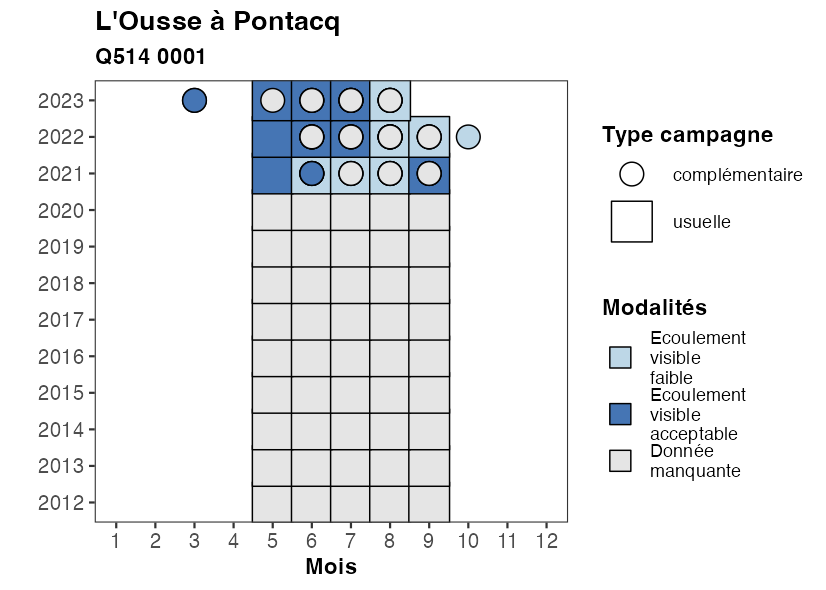 L'Ousse à Pontacq
Q514 0001
2023
2022
2021
2020
2019
2018
2017
2016
2015
2014
2013
2012
1 2 3 4 5 6 7 8 9 10 11 12
Mois
Type campagne
complémentaire
usuelle
Modalités
Ecoulement
visible
faible
Ecoulement
visible
acceptable
Donnée
manquante